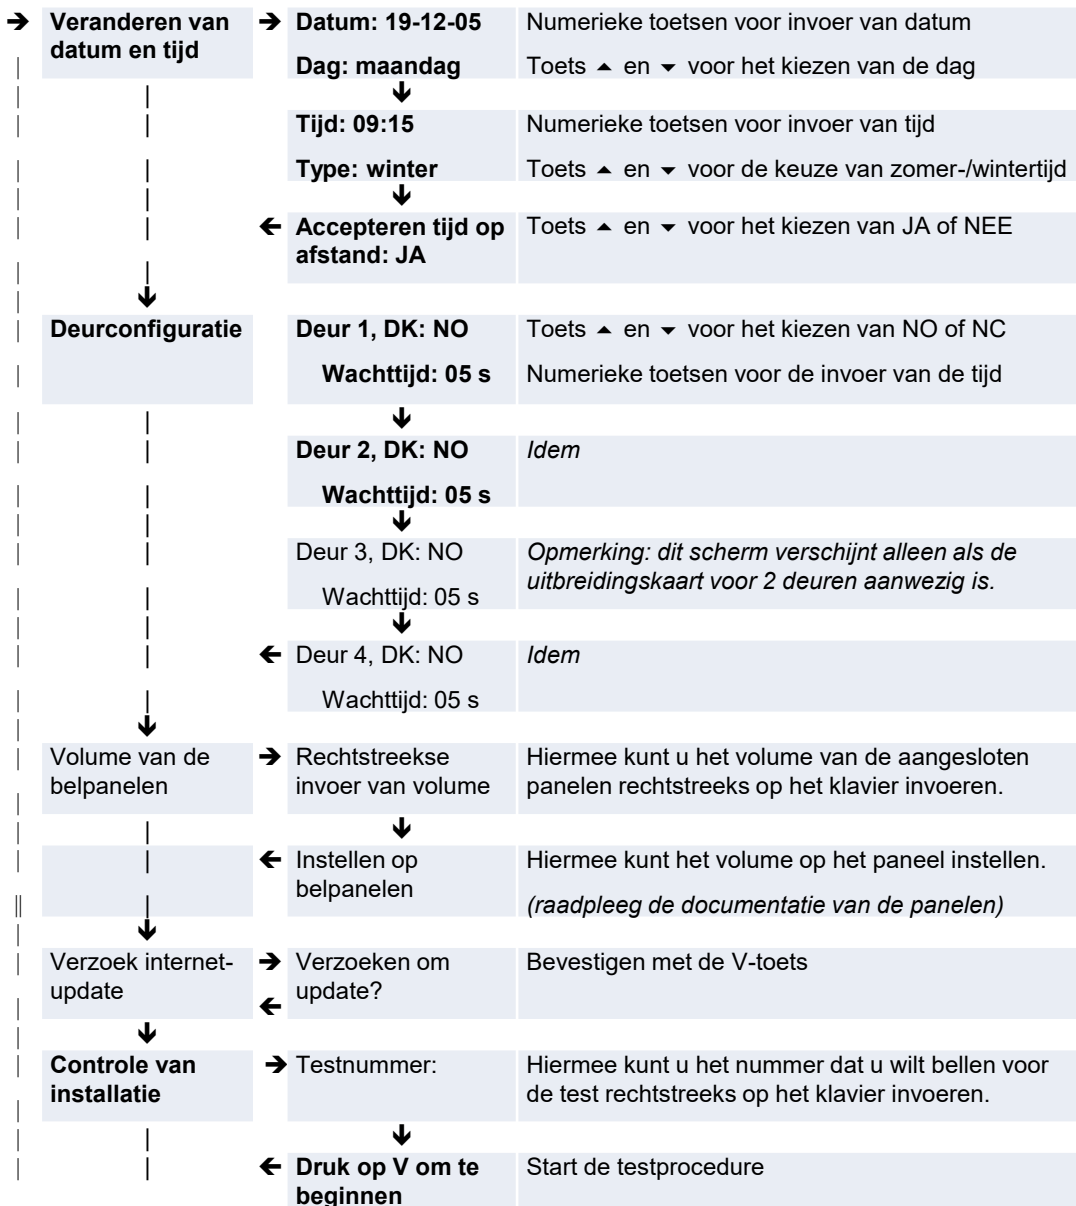 ➔ Veranderen van datum en tijd ➔ Datum: 19-12-05 Numerieke toetsen voor invoer van datum
Dag: maandag Toets ▲ en ▼ voor het kiezen van de dag
Tijd: 09:15 Numerieke toetsen voor invoer van tijd
Type: winter Toets ▲ en ▼ voor de keuze van zomer-/wintertijd
Accepteren tijd op afstand: JA Toets ▲ en ▼ voor het kiezen van JA of NEE
Deurconfiguratie Deur 1, DK: NO Toets ▲ en ▼ voor het kiezen van NO of NC
Wachttijd: 05 s Numerieke toetsen voor de invoer van de tijd
Deur 2, DK: NO Idem
Wachttijd: 05 s
Deur 3, DK: NO Opmerking: dit scherm verschijnt alleen als de
Wachttijd: 05 s uitbreidingskaart voor 2 deuren aanwezig is.
Deur 4, DK: NO Idem
Wachttijd: 05 s
Volume van de Rechtstreekse Hiermee kunt u het volume van de aangesloten
belpanelen invoer van volume panelen rechtstreeks op het klavier invoeren.
Instellen op Hiermee kunt het volume op het paneel instellen.
belpanelen (raadpleeg de documentatie van de panelen)
Verzoek internet- Verzoeken om Bevestigen met de V-toets
update update?
Controle van Testnummer: Hiermee kunt u het nummer dat u wilt bellen voor
installatie de test rechtstreeks op het klavier invoeren.
Druk op V om te Start de testprocedure
beginnen